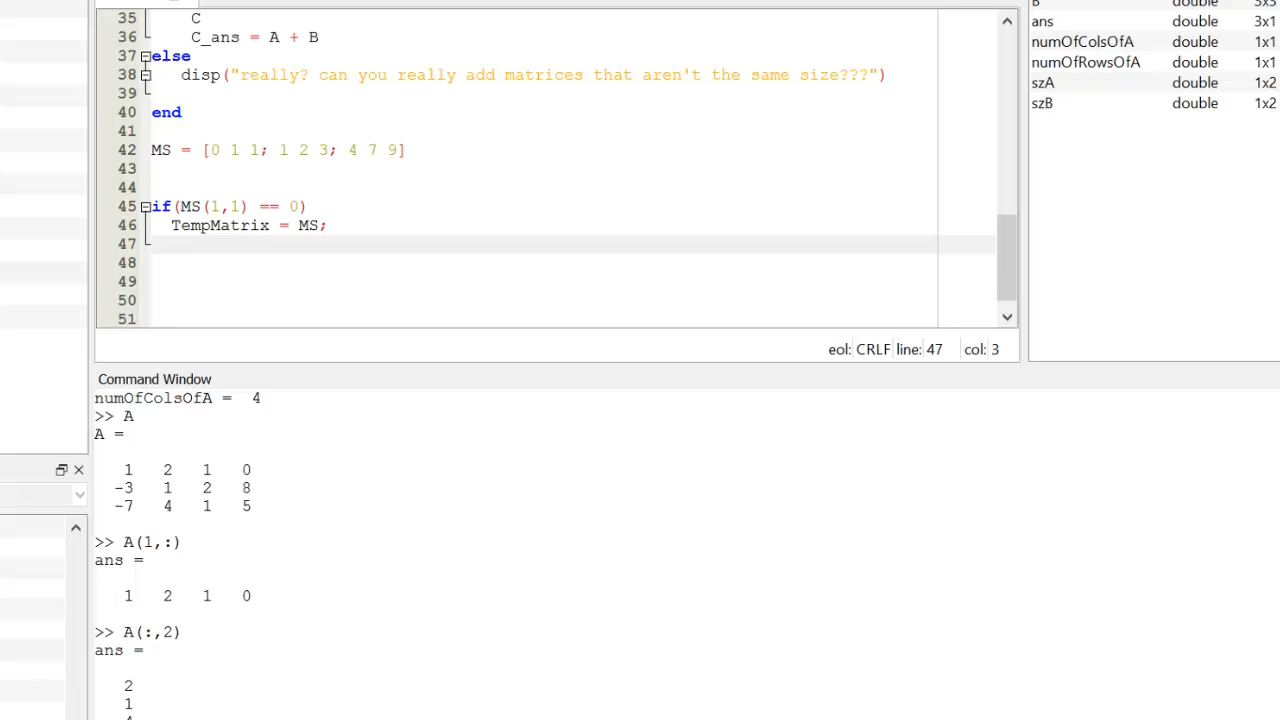 35 C
36 C_ans = A + B
37 else
38 disp("really? can you really add matrices that aren't the same size???")
39
40 end
41
42 MS = [0 1 1; 1 2 3; 4 7 9]
43
44
45 if(MS(1,1) == 0)
46 TempMatrix = MS;
47
48
49
50
51
eol: CRLF line: 47 col: 3
B double 3x3
ans double 3x1
numOfColsOfA double 1x1
numOfRowsOfA double 1x1
szA double 1x2
szB double 1x2
Command Window
numOfColsOfA = 4
>> A
A =
1 2 1 0
-3 1 2 8
-7 4 1 5
>> A(1,:)
ans =
1 2 1 0
>> A(:,2)
ans =
2
1
4